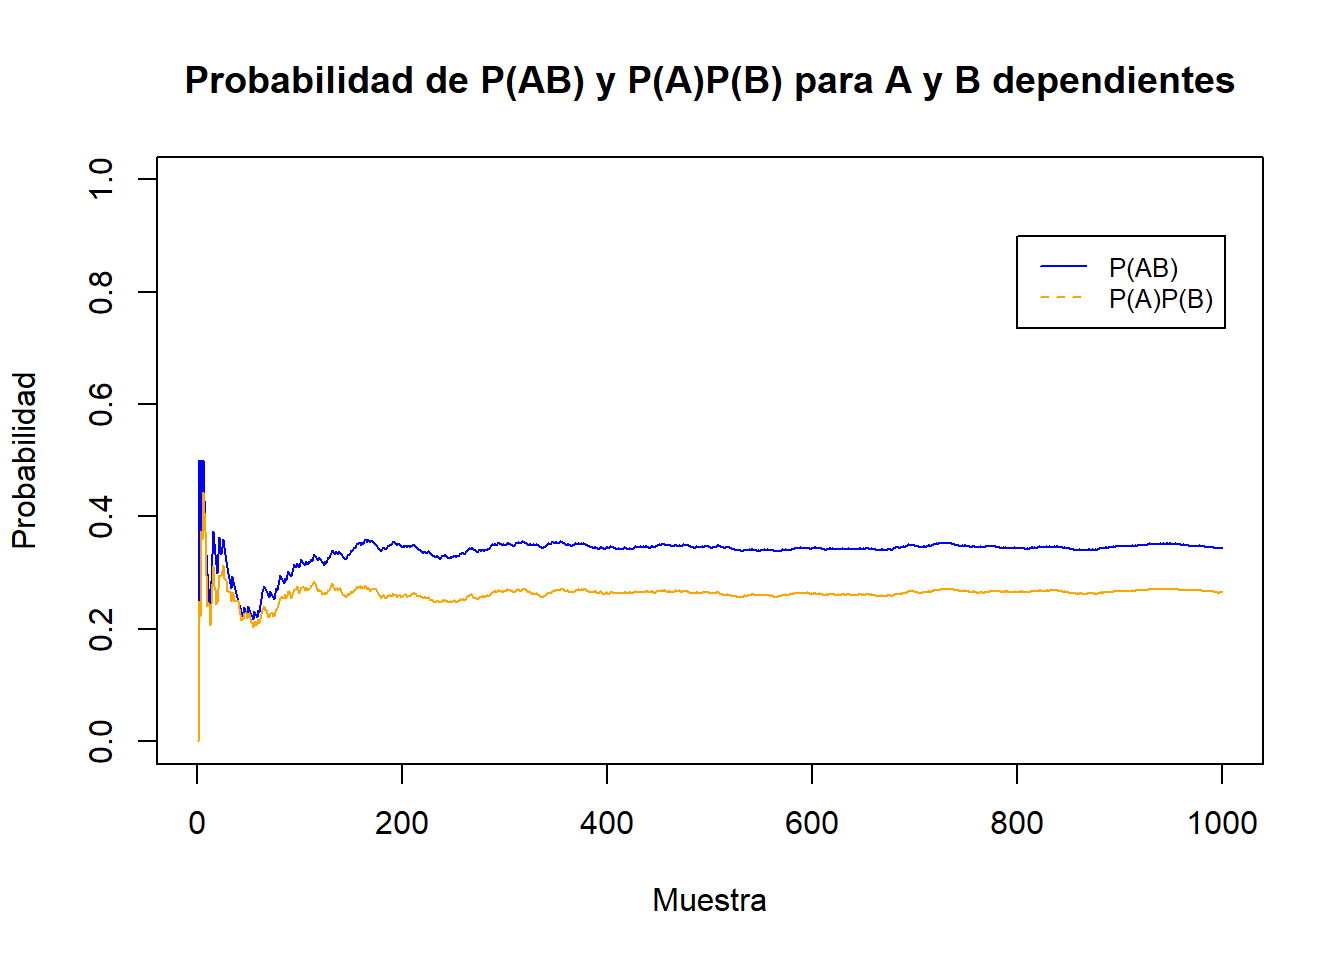 Probabilidad de P(AB) y P(A)P(B) para A y B dependientes
1.0
0.8
0.6
0.4
0.2
0.0
Probabilidad
P(AB)
P(A)P(B)
0 200 400 600 800 1000
Muestra